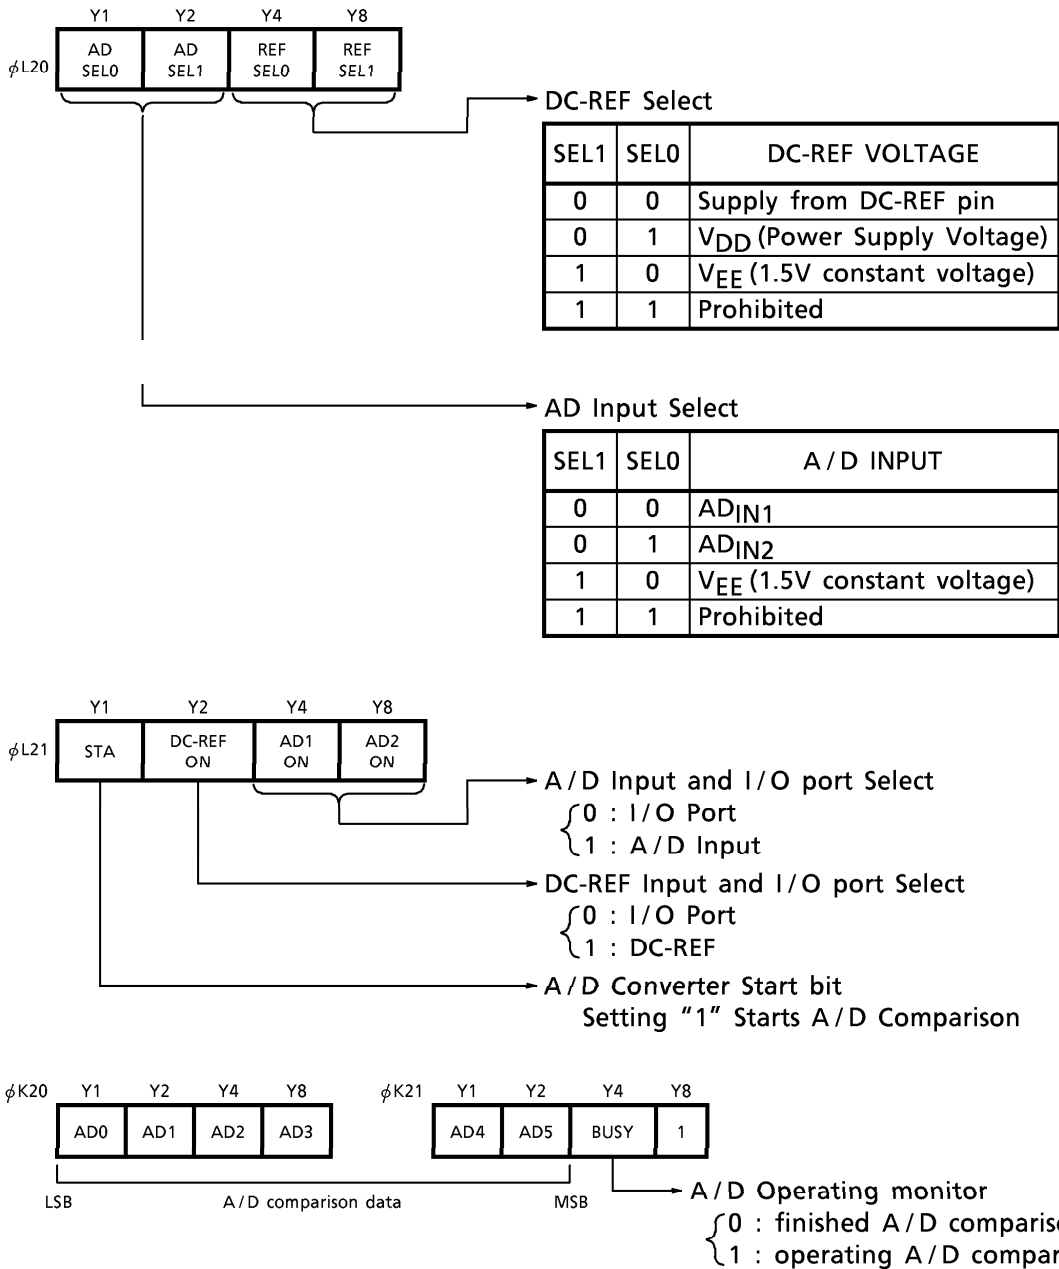 Y1 Y2 Y4 Y8
ϕL20 AD SEL0 AD SEL1 REF SEL0 REF SEL1
DC-REF Select
SEL1 SEL0 DC-REF VOLTAGE
0 0 Supply from DC-REF pin
0 1 VDD (Power Supply Voltage)
1 0 VEE (1.5V constant voltage)
1 1 Prohibited
AD Input Select
SEL1 SEL0 A/D INPUT
0 0 ADIN1
0 1 ADIN2
1 0 VEE (1.5V constant voltage)
1 1 Prohibited
Y1 Y2 Y4 Y8
ϕL21 STA DC-REF ON AD1 ON AD2 ON
A/D Input and I/O port Select
0 : I/O Port
1 : A/D Input
DC-REF Input and I/O port Select
0 : I/O Port
1 : DC-REF
A/D Converter Start bit
Setting "1" Starts A/D Comparison
ϕK20 Y1 Y2 Y4 Y8 ϕK21 Y1 Y2 Y4 Y8
AD0 AD1 AD2 AD3 AD4 AD5 BUSY 1
LSB A/D comparison data MSB
A/D Operating monitor
0 : finished A/D
1 : operating A/D